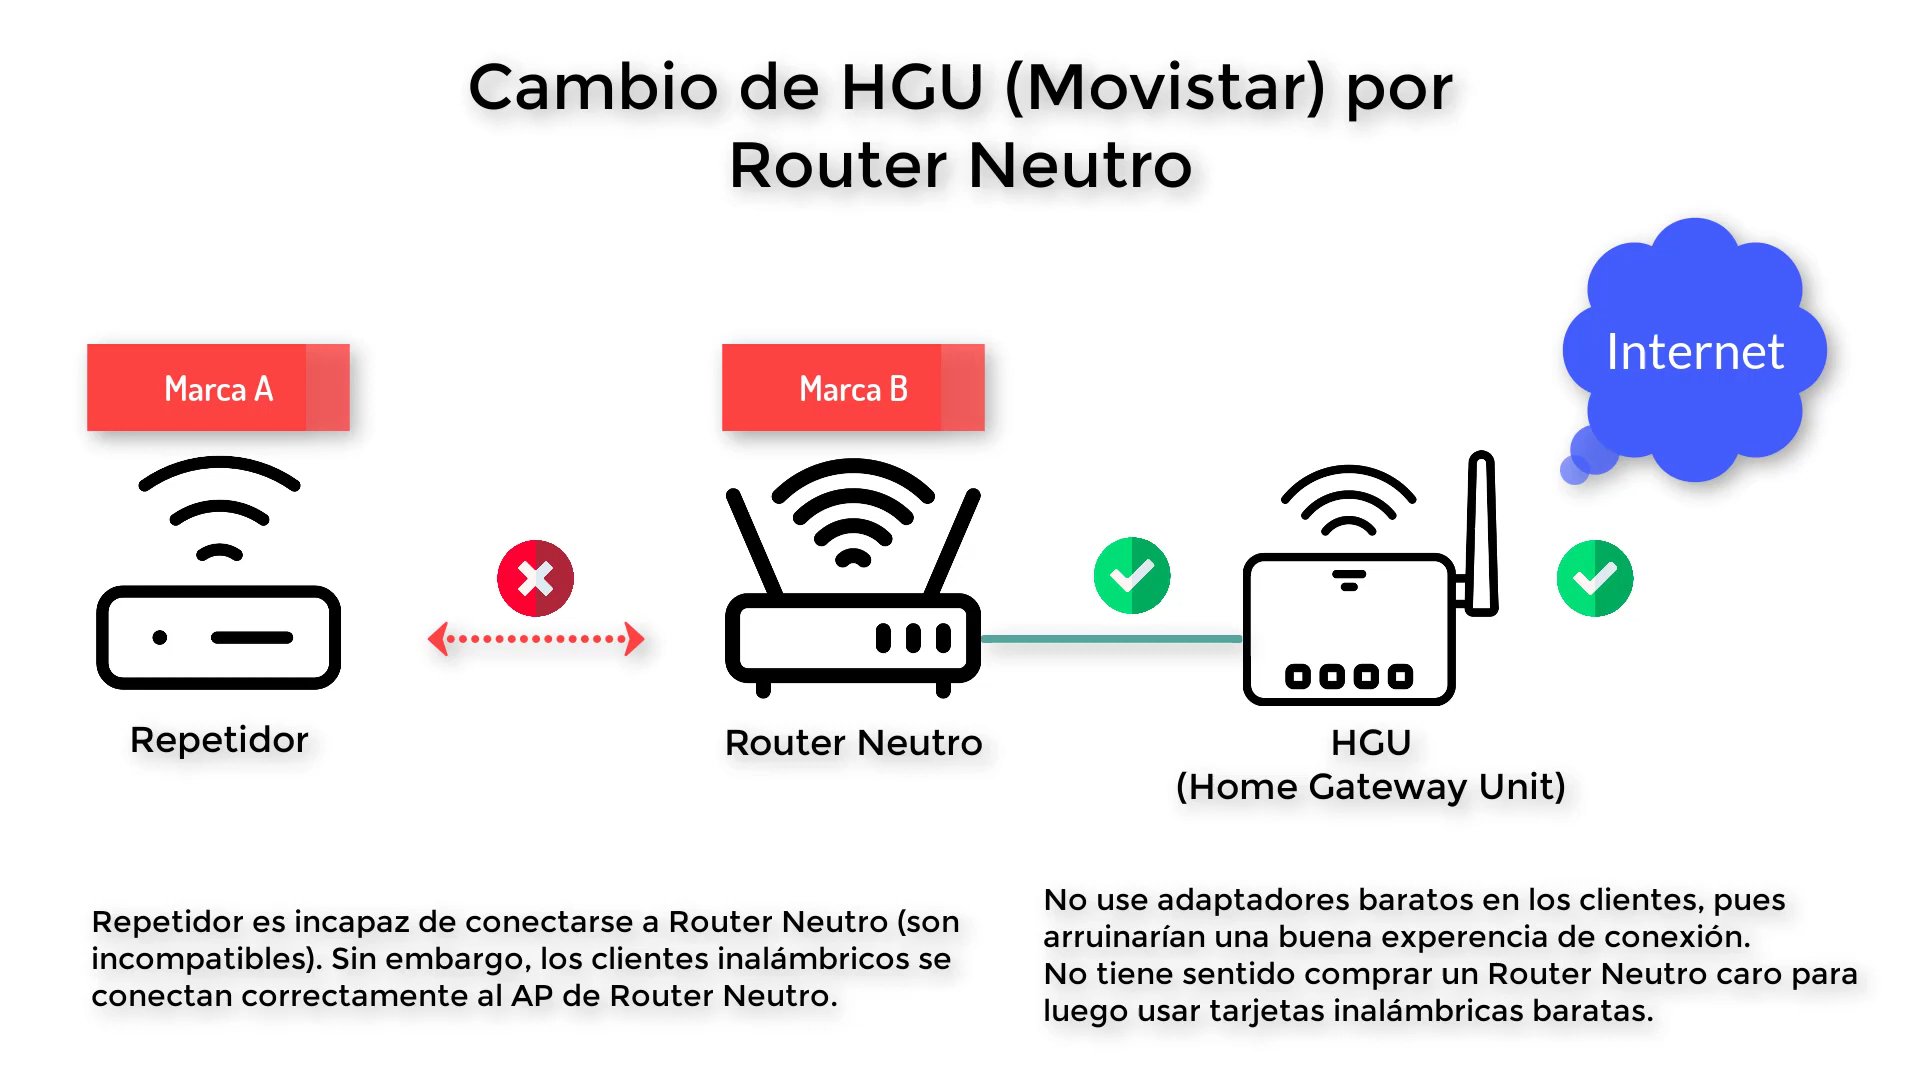 Cambio de HGU (Movistar) por
Router Neutro
Internet
Marca A
Marca B
Repetidor
Router Neutro
HGU
(Home Gateway Unit)
Repetidor es incapaz de conectarse a Router Neutro (son
incompatibles). Sin embargo, los clientes inalámbricos se
conectan correctamente al AP de Router Neutro.
No use adaptadores baratos en los clientes, pues
arruinarían una buena experencia de conexión.
No tiene sentido comprar un Router Neutro caro para
luego usar tarjetas inalámbricas baratas.